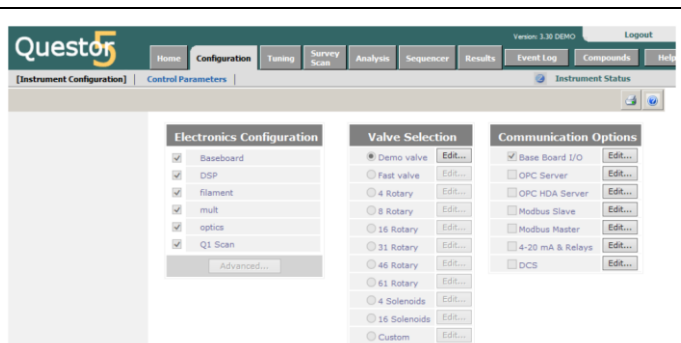 Version: 3.30 DEMO Logout
Questor5
Home Configuration Tuning Survey Scan Analysis Sequencer Results Event Log Compounds Help
[Instrument Configuration] Control Parameters Instrument Status
Electronics Configuration
Baseboard
DSP
filament
mult
optics
Q1 Scan
Advanced...
Valve Selection
Demo valve Edit...
Fast valve Edit...
4 Rotary Edit...
8 Rotary Edit...
16 Rotary Edit...
31 Rotary Edit...
46 Rotary Edit...
61 Rotary Edit...
4 Solenoids Edit...
16 Solenoids Edit...
Custom Edit...
Communication Options
Base Board I/O Edit...
OPC Server Edit...
OPC HDA Server Edit...
Modbus Slave Edit...
Modbus Master Edit...
4-20 mA & Relays Edit...
DCS Edit...